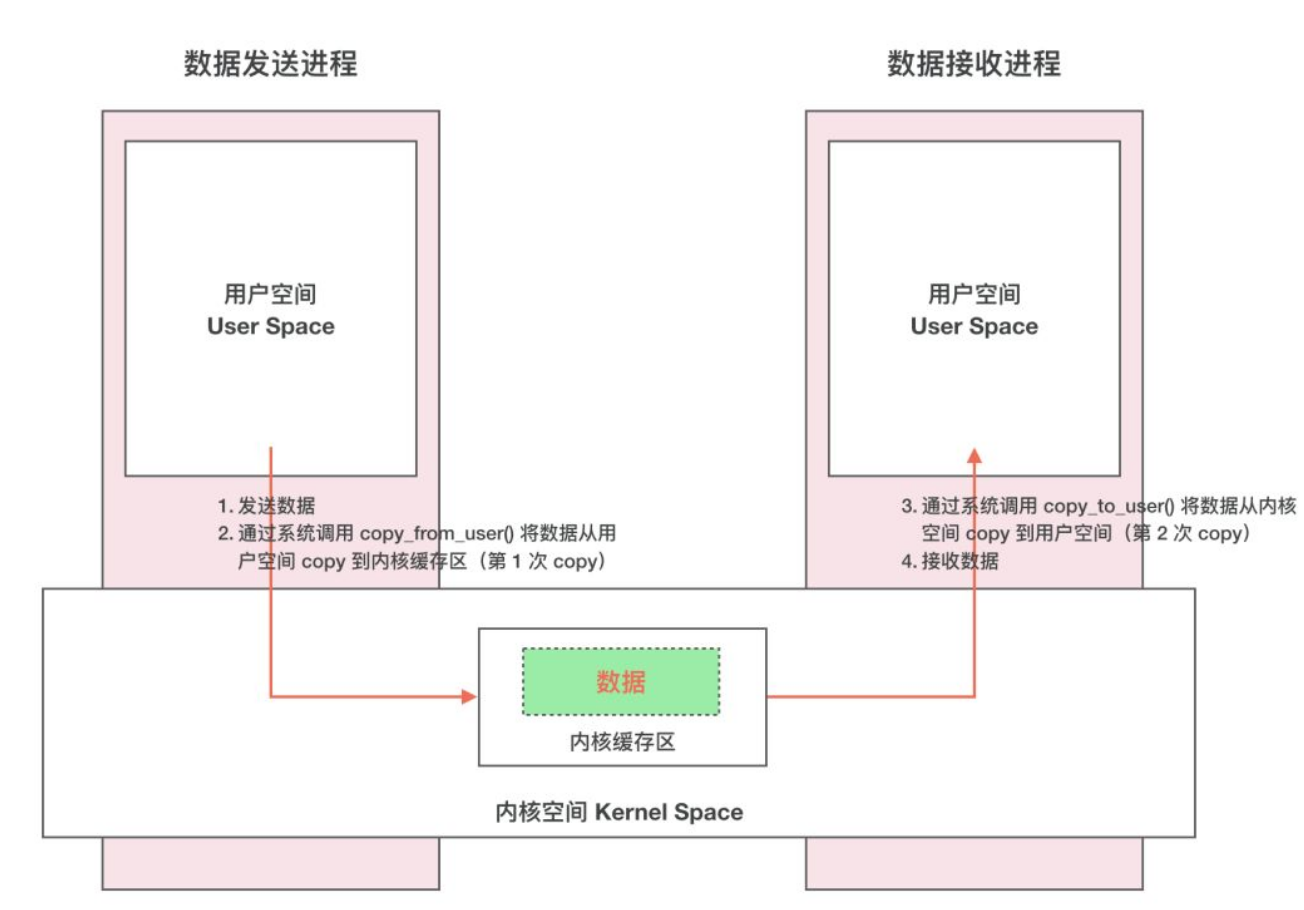 数据发送进程
数据接收进程
用户空间
User Space
用户空间
User Space
1. 发送数据
2. 通过系统调用 copy_from_user() 将数据从用
户空间 copy 到内核缓存区（第 1 次 copy）
3. 通过系统调用 copy_to_user() 将数据从内核
空间 copy 到用户空间（第 2 次 copy）
4. 接收数据
数据
内核缓存区
内核空间 Kernel Space